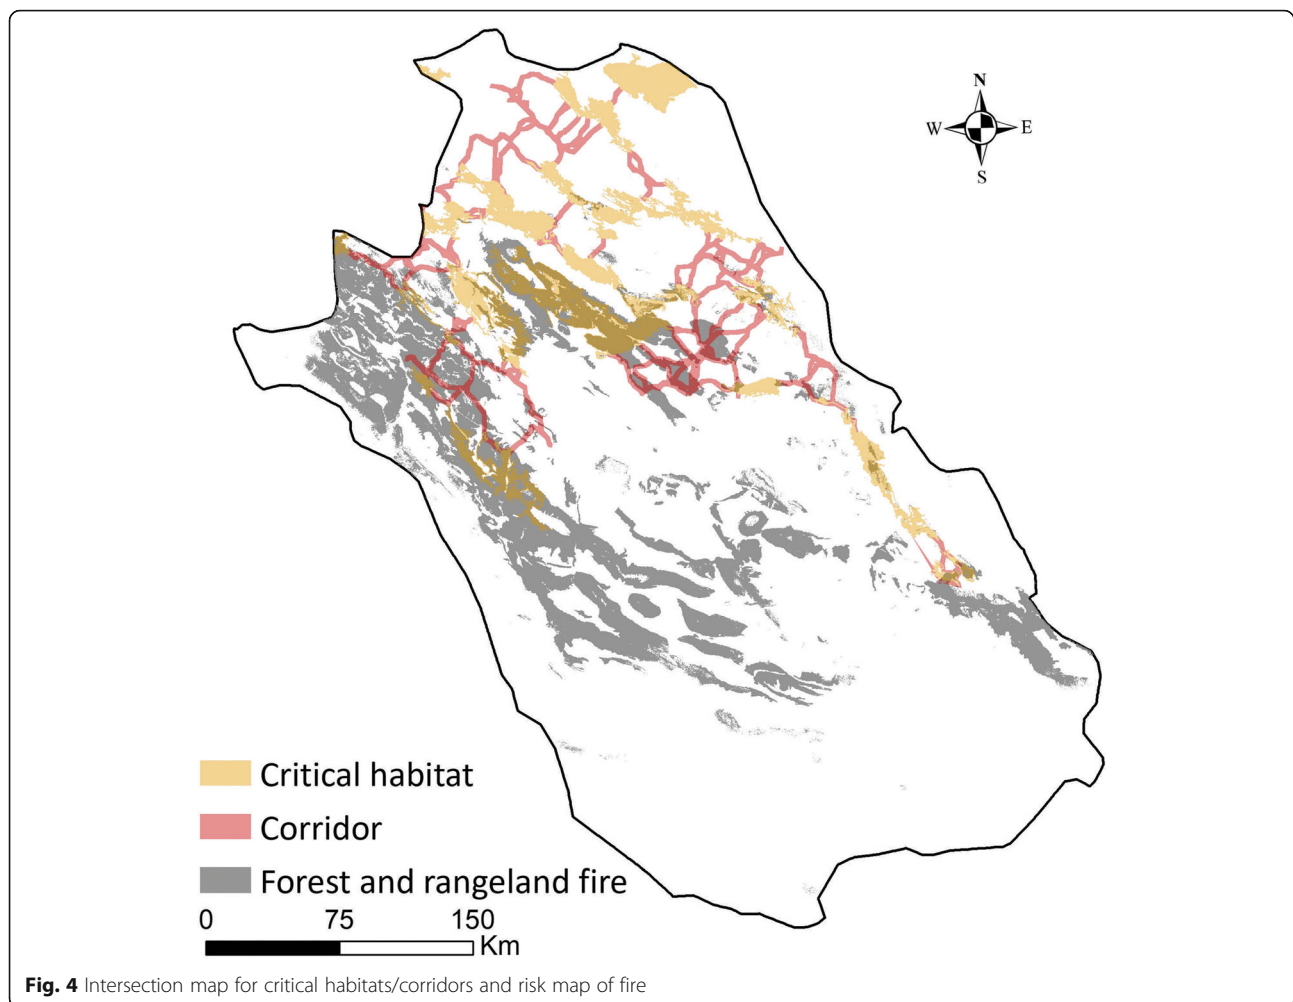 N
W E
S
Critical habitat
Corridor
Forest and rangeland fire
0 75 150
Km
Fig. 4 Intersection map for critical habitats/corridors and risk map of fire